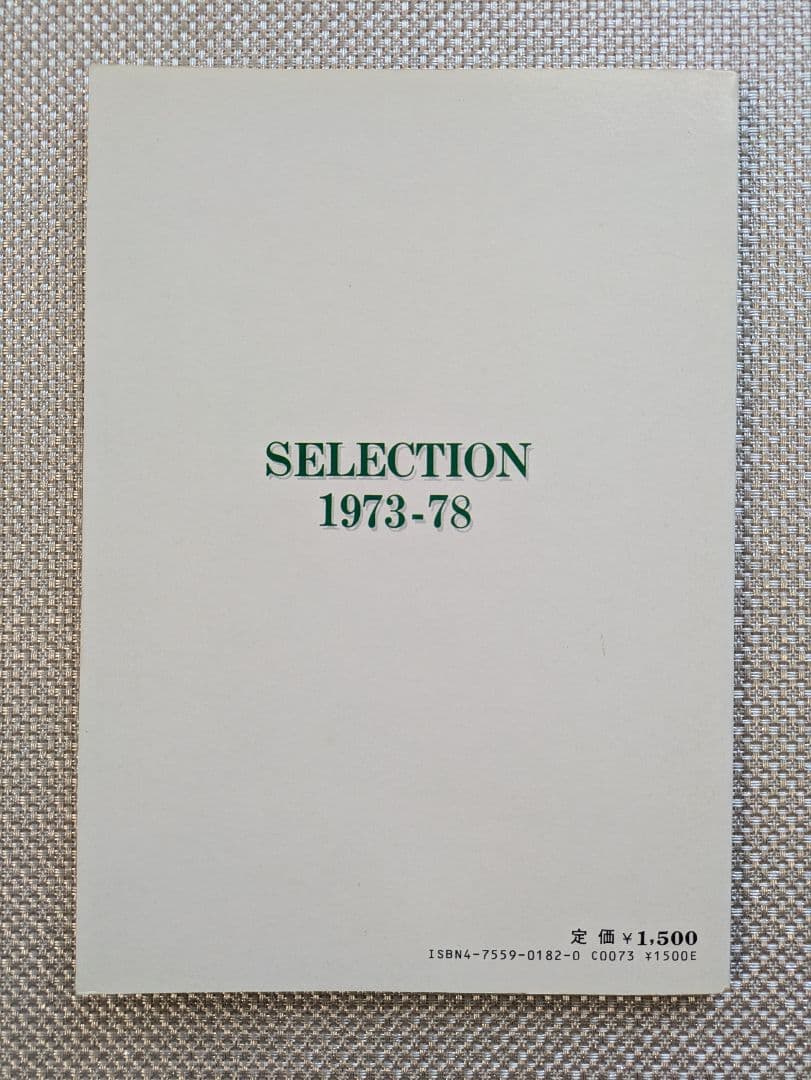 SELECTION
1973-78
定 価 ¥1,500
ISBN4-7559-0182-0 C0073 ¥1500E